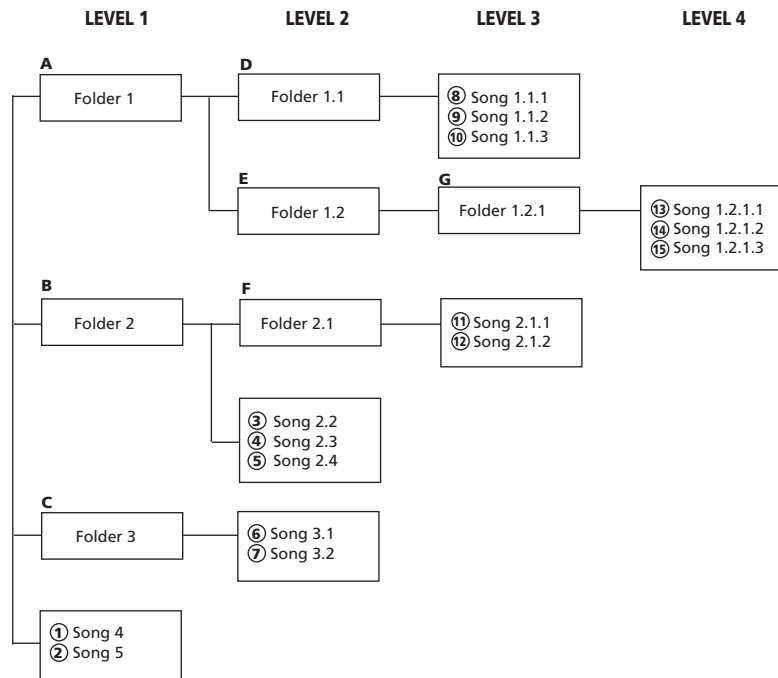 LEVEL 1 LEVEL 2 LEVEL 3 LEVEL 4
A D
Folder 1 Folder 1.1
⑧ Song 1.1.1
⑨ Song 1.1.2
⑩ Song 1.1.3
E G
Folder 1.2 Folder 1.2.1
⑬ Song 1.2.1.1
⑭ Song 1.2.1.2
⑮ Song 1.2.1.3
B F
Folder 2 Folder 2.1
⑪ Song 2.1.1
⑫ Song 2.1.2
③ Song 2.2
④ Song 2.3
⑤ Song 2.4
C
Folder 3
⑥ Song 3.1
⑦ Song 3.2
① Song 4
② Song 5